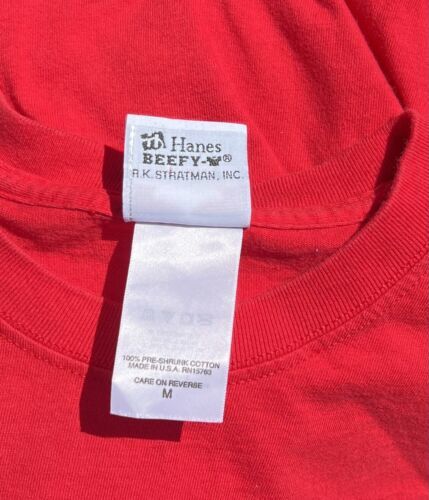 Hanes
BEEFY-®
R.K. STRATMAN, INC.
100% PRE-SHRUNK COTTON
MADE IN U.S.A. RN15763
CARE ON REVERSE
M